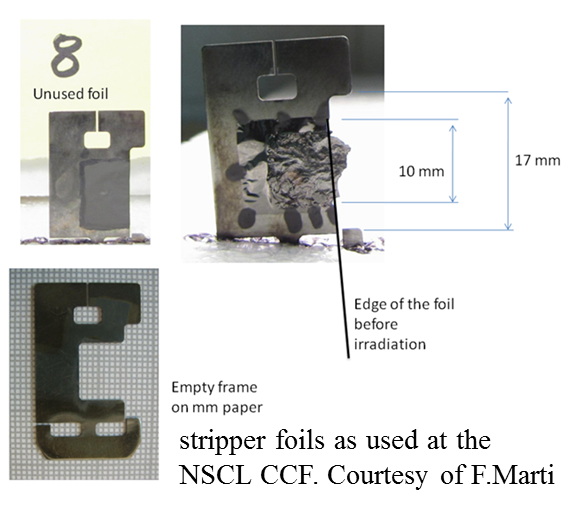 8
Unused foil
10 mm
17 mm
Edge of the foil
before
irradiation
Empty frame
on mm paper
stripper foils as used at the
NSCL CCF. Courtesy of F.Marti